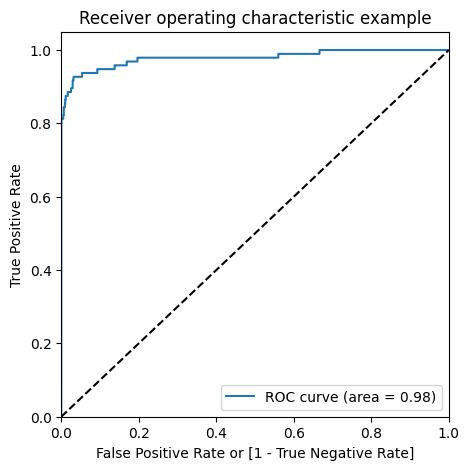 Receiver operating characteristic example
True Positive Rate
1.0
0.8
0.6
0.4
0.2
0.0
ROC curve (area = 0.98)
0.0 0.2 0.4 0.6 0.8 1.0
False Positive Rate or [1 - True Negative Rate]